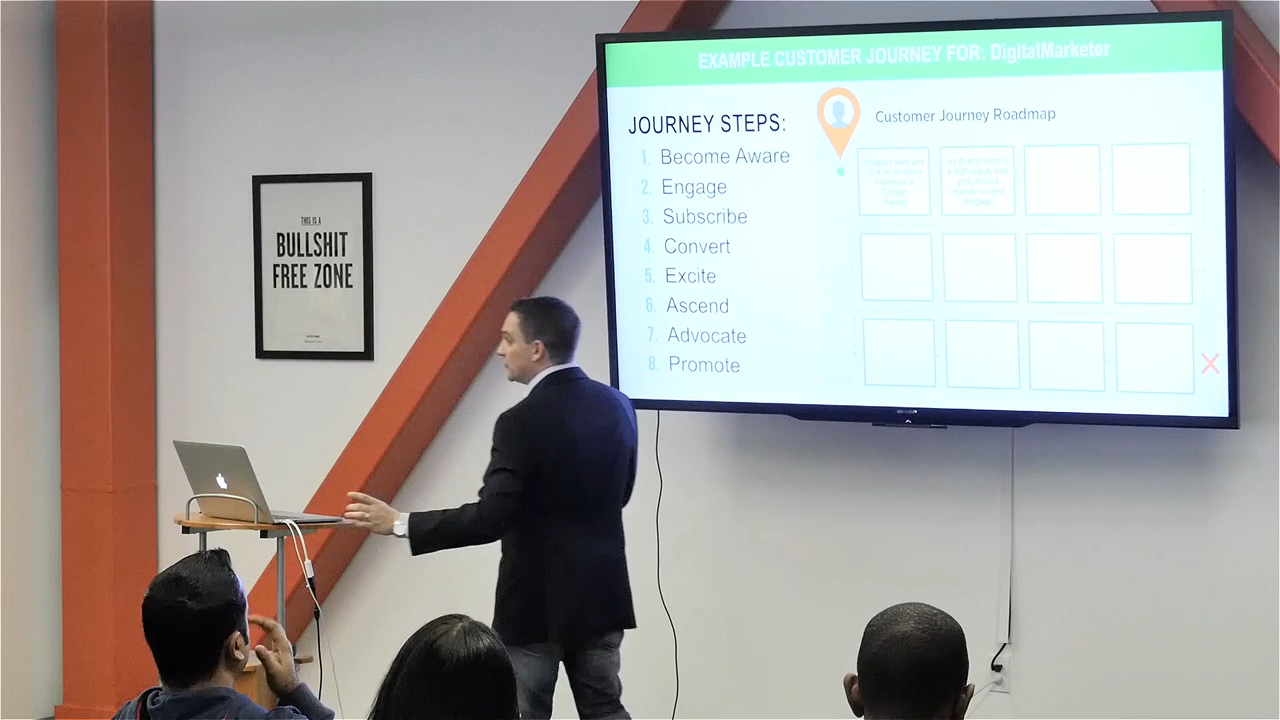 EXAMPLE CUSTOMER JOURNEY FOR: DigitalMarketer
JOURNEY STEPS:
1. Become Aware
2. Engage
3. Subscribe
4. Convert
5. Excite
6. Ascend
7. Advocate
8. Promote
Customer Journey Roadmap
THIS IS A
BULLSHIT
FREE ZONE